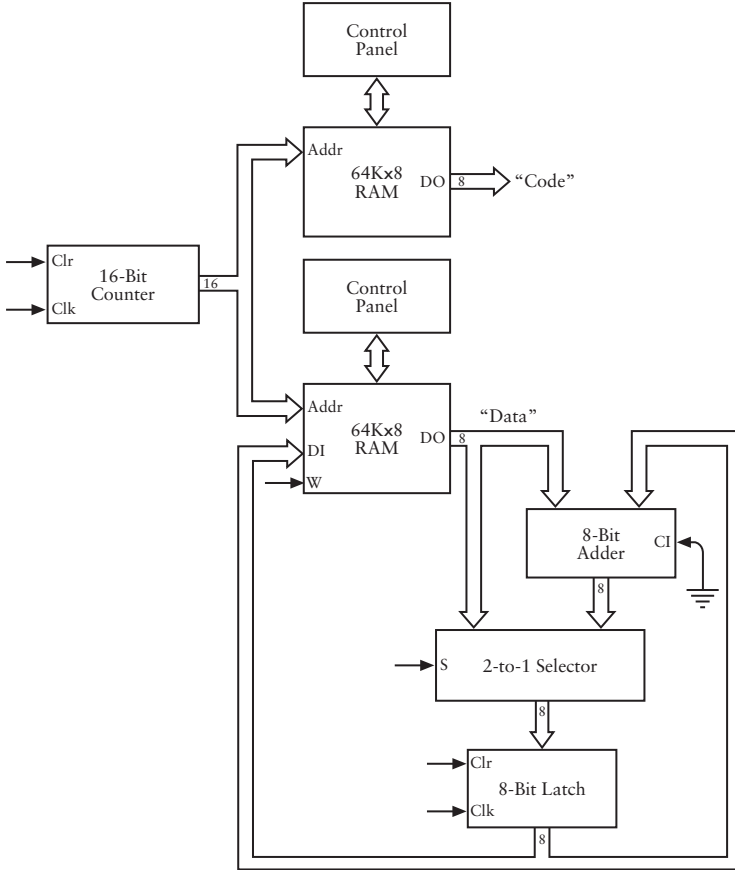 Control
Panel
Addr
64Kx8
RAM
DO
8
“Code”
Clr
16-Bit
Counter
Clk
16
Control
Panel
Addr
64Kx8
RAM
DO
8
“Data”
DI
W
8-Bit
Adder
CI
8
S
2-to-1 Selector
8
Clr
8-Bit Latch
Clk
8